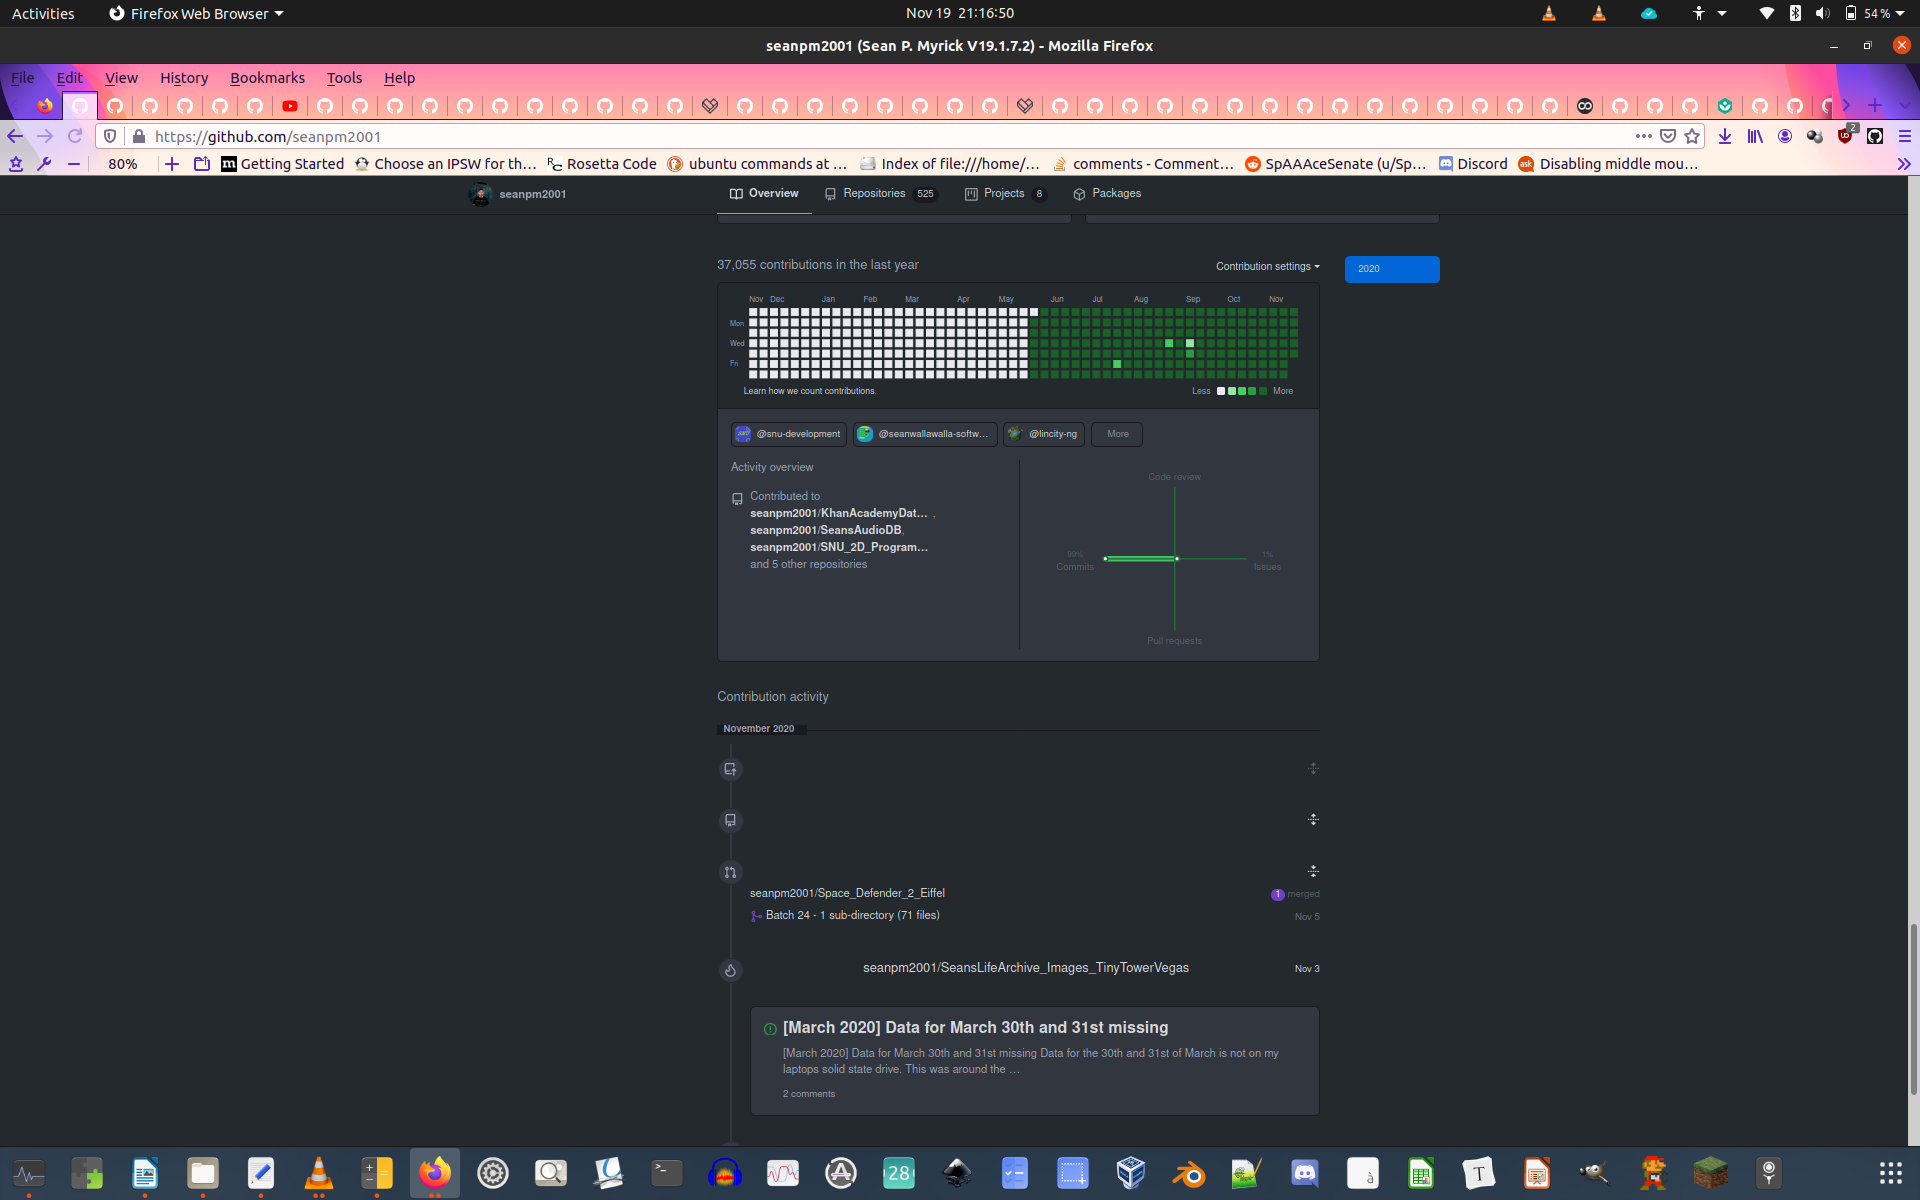 Activities
Firefox Web Browser
Nov 19 21:16:50
54 %
seanpm2001 (Sean P. Myrick V19.1.7.2) - Mozilla Firefox
File Edit View History Bookmarks Tools Help
https://github.com/seanpm2001
2
80%
Getting Started
Choose an IPSW for th…
Rosetta Code
ubuntu commands at …
Index of file:///home/…
comments - Comment…
SpAAAceSenate (u/Sp…
Discord
Disabling middle mou…
seanpm2001
Overview
Repositories 525
Projects 8
Packages
37,055 contributions in the last year
Contribution settings
2020
Nov Dec Jan Feb Mar Apr May Jun Jul Aug Sep Oct Nov
Mon
Wed
Fri
Learn how we count contributions.
Less More
@snu-development
@seanwallawalla-softw…
@lincity-ng
More
Activity overview
Contributed to
seanpm2001/KhanAcademyDat… ,
seanpm2001/SeansAudioDB,
seanpm2001/SNU_2D_Program…
and 5 other repositories
Code review
99%
Commits
1%
Issues
Pull requests
Contribution activity
November 2020
seanpm2001/Space_Defender_2_Eiffel
1 merged
Batch 24 - 1 sub-directory (71 files)
Nov 5
seanpm2001/SeansLifeArchive_Images_TinyTowerVegas
Nov 3
[March 2020] Data for March 30th and 31st missing
[March 2020] Data for March 30th and 31st missing Data for the 30th and 31st of March is not on my
laptops solid state drive. This was around the …
2 comments
28